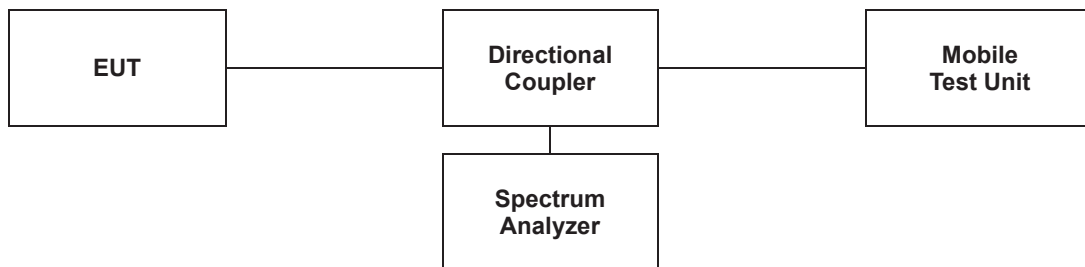 EUT
Directional
Coupler
Mobile
Test Unit
Spectrum
Analyzer